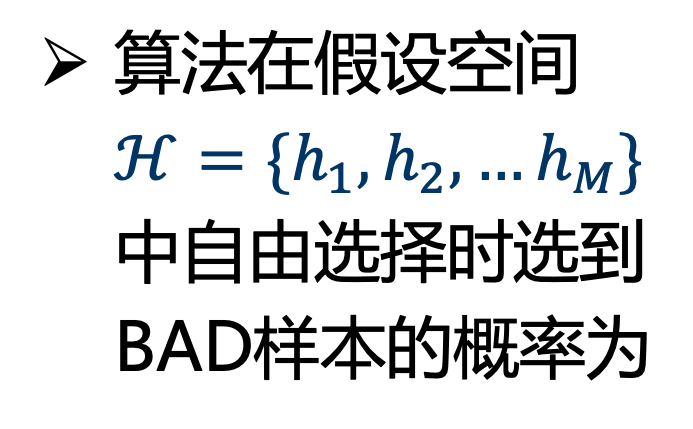 ➢ 算法在假设空间
ℋ = {h₁, h₂, … h_M}
中自由选择时选到
BAD样本的概率为